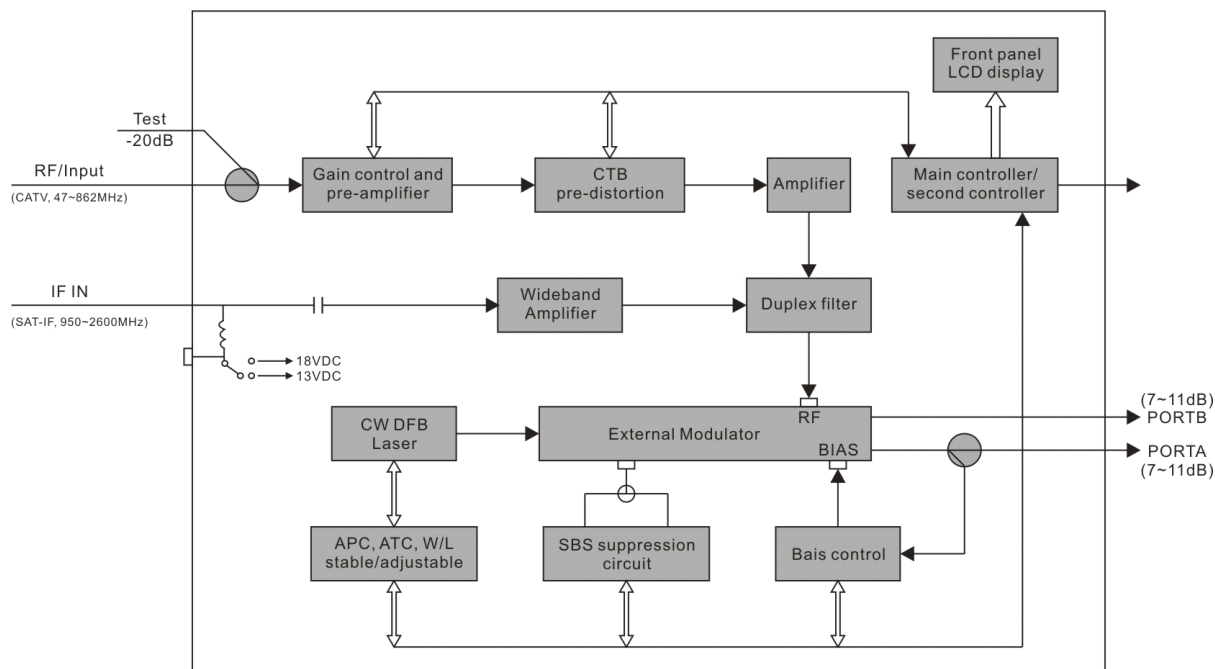 Front panel
LCD display
Test
-20dB
RF/Input
(CATV, 47~862MHz)
Gain control and
pre-amplifier
CTB
pre-distortion
Amplifier
Main controller/
second controller
IF IN
(SAT-IF, 950~2600MHz)
Wideband
Amplifier
Duplex filter
18VDC
13VDC
CW DFB
Laser
External Modulator
RF
BIAS
(7~11dB)
PORTB
PORTA
(7~11dB)
APC, ATC, W/L
stable/adjustable
SBS suppression
circuit
Bais control